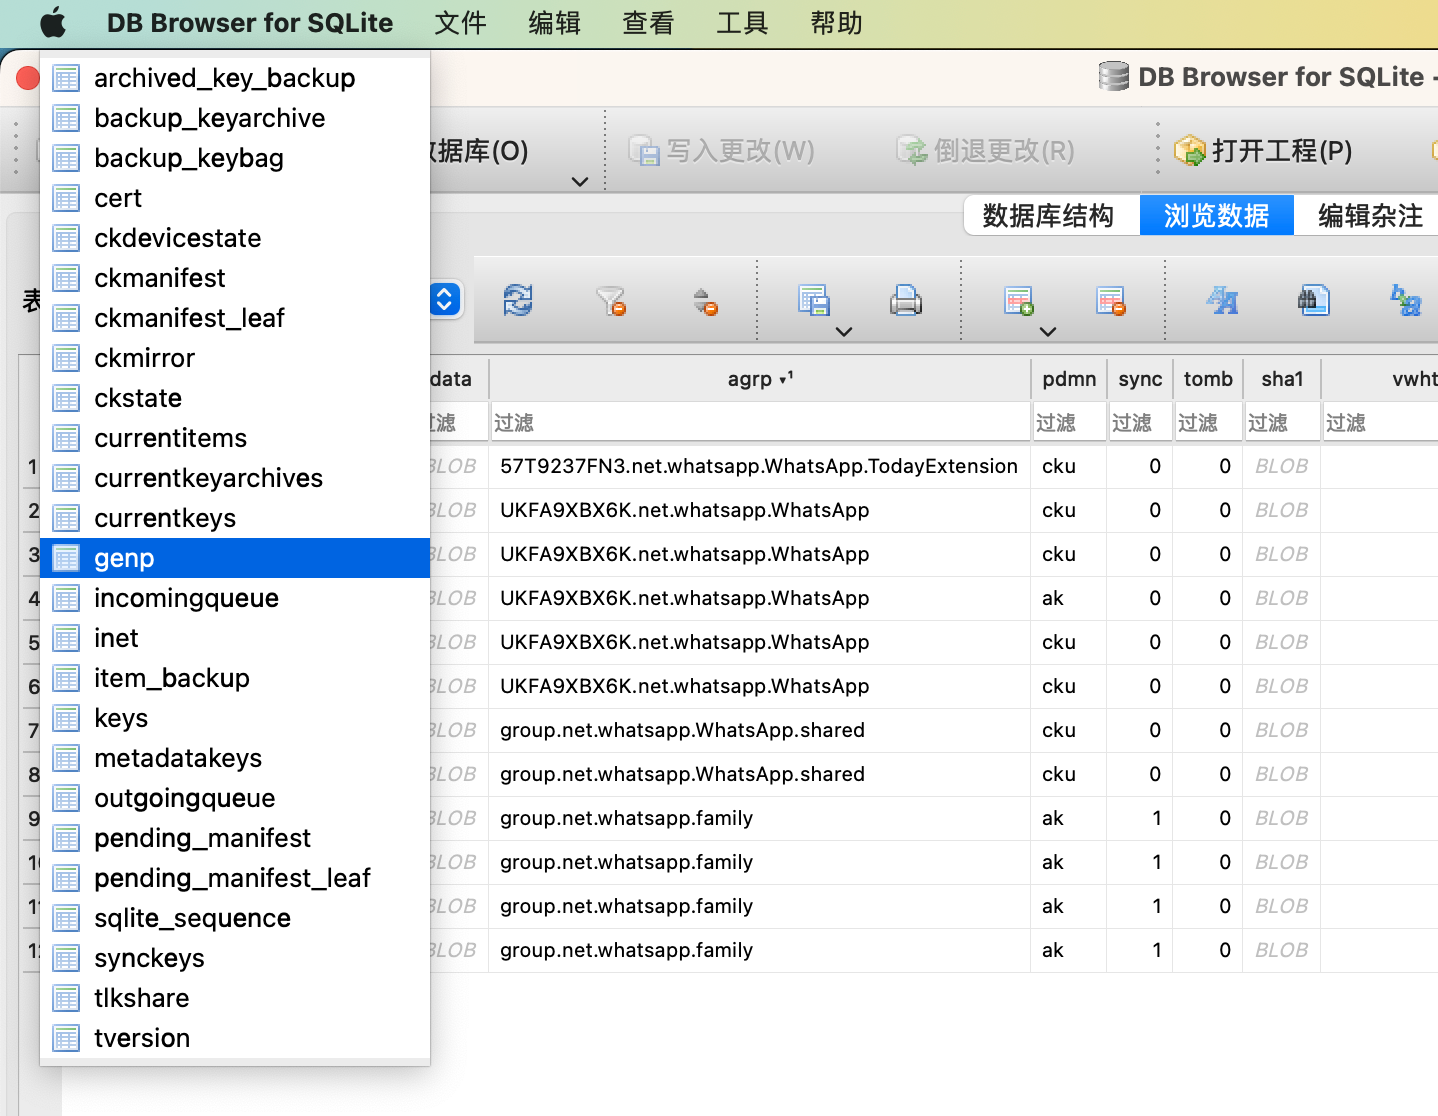 DB Browser for SQLite 文件 编辑 查看 工具 帮助
DB Browser for SQLite -
数据库(O) 写入更改(W) 倒退更改(R) 打开工程(P)
数据库结构 浏览数据 编辑杂注
archived_key_backup
backup_keyarchive
backup_keybag
cert
ckdevicestate
ckmanifest
ckmanifest_leaf
ckmirror
ckstate
currentitems
currentkeyarchives
currentkeys
genp
incomingqueue
inet
item_backup
keys
metadatakeys
outgoingqueue
pending_manifest
pending_manifest_leaf
sqlite_sequence
synckeys
tlkshare
tversion
表
data agrp ▾1 pdmn sync tomb sha1 vwht
过滤 过滤 过滤 过滤 过滤 过滤 过滤
1 BLOB 57T9237FN3.net.whatsapp.WhatsApp.TodayExtension cku 0 0 BLOB
2 BLOB UKFA9XBX6K.net.whatsapp.WhatsApp cku 0 0 BLOB
3 BLOB UKFA9XBX6K.net.whatsapp.WhatsApp cku 0 0 BLOB
4 BLOB UKFA9XBX6K.net.whatsapp.WhatsApp ak 0 0 BLOB
5 BLOB UKFA9XBX6K.net.whatsapp.WhatsApp cku 0 0 BLOB
6 BLOB UKFA9XBX6K.net.whatsapp.WhatsApp cku 0 0 BLOB
7 BLOB group.net.whatsapp.WhatsApp.shared cku 0 0 BLOB
8 BLOB group.net.whatsapp.WhatsApp.shared cku 0 0 BLOB
9 BLOB group.net.whatsapp.family ak 1 0 BLOB
10 BLOB group.net.whatsapp.family ak 1 0 BLOB
11 BLOB group.net.whatsapp.family ak 1 0 BLOB
12 BLOB group.net.whatsapp.family ak 1 0 BLOB